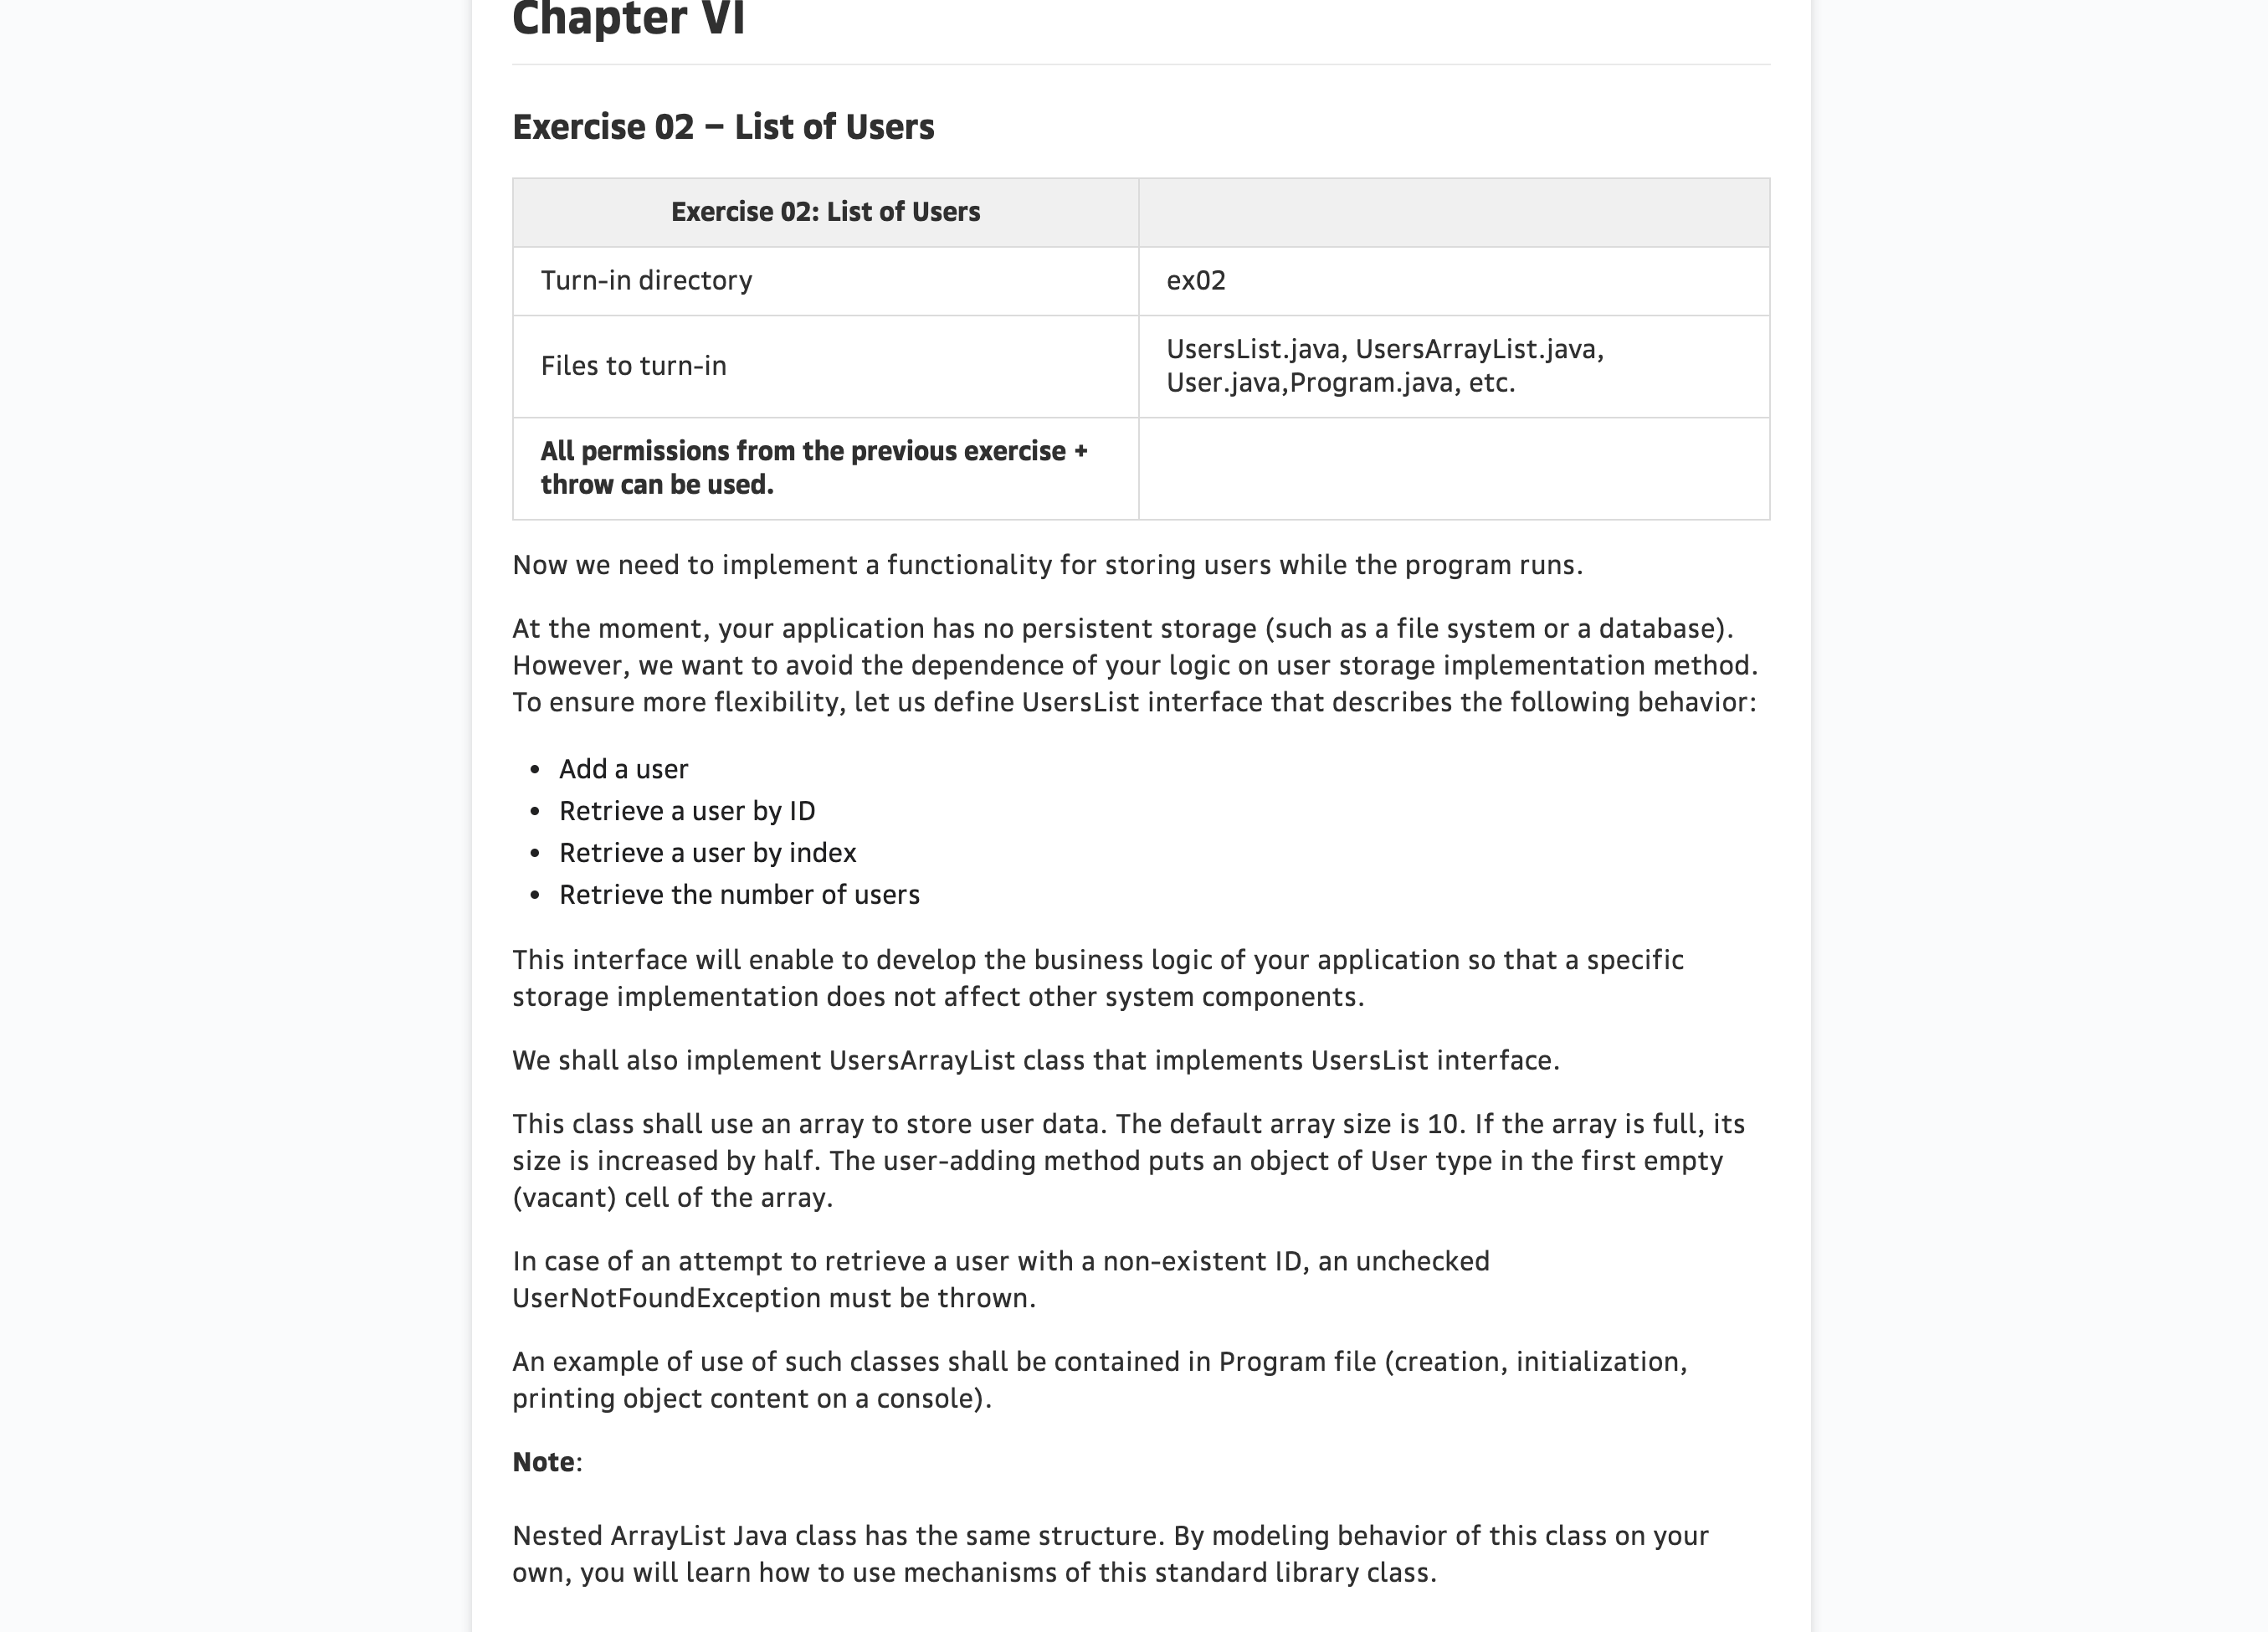 Chapter VI
Exercise 02 – List of Users
Exercise 02: List of Users
Turn-in directory
ex02
Files to turn-in
UsersList.java, UsersArrayList.java,
User.java,Program.java, etc.
All permissions from the previous exercise +
throw can be used.
Now we need to implement a functionality for storing users while the program runs.
At the moment, your application has no persistent storage (such as a file system or a database).
However, we want to avoid the dependence of your logic on user storage implementation method.
To ensure more flexibility, let us define UsersList interface that describes the following behavior:
• Add a user
• Retrieve a user by ID
• Retrieve a user by index
• Retrieve the number of users
This interface will enable to develop the business logic of your application so that a specific
storage implementation does not affect other system components.
We shall also implement UsersArrayList class that implements UsersList interface.
This class shall use an array to store user data. The default array size is 10. If the array is full, its
size is increased by half. The user-adding method puts an object of User type in the first empty
(vacant) cell of the array.
In case of an attempt to retrieve a user with a non-existent ID, an unchecked
UserNotFoundException must be thrown.
An example of use of such classes shall be contained in Program file (creation, initialization,
printing object content on a console).
Note:
Nested ArrayList Java class has the same structure. By modeling behavior of this class on your
own, you will learn how to use mechanisms of this standard library class.